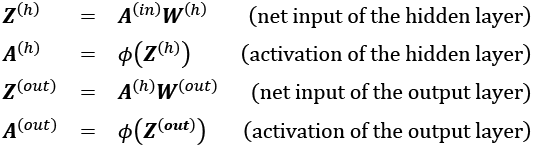 Z^(h) = A^(in)W^(h) (net input of the hidden layer)
A^(h) = ϕ(Z^(h)) (activation of the hidden layer)
Z^(out) = A^(h)W^(out) (net input of the output layer)
A^(out) = ϕ(Z^(out)) (activation of the output layer)